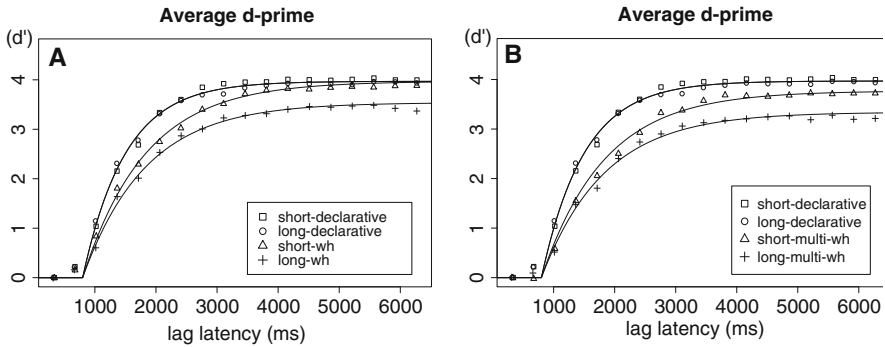 Average d-prime
(d')
A
4
3
2
1
0
short-declarative
long-declarative
short-wh
long-wh
1000 2000 3000 4000 5000 6000
lag latency (ms)
Average d-prime
(d')
B
4
3
2
1
0
short-declarative
long-declarative
short-multi-wh
long-multi-wh
1000 2000 3000 4000 5000 6000
lag latency (ms)